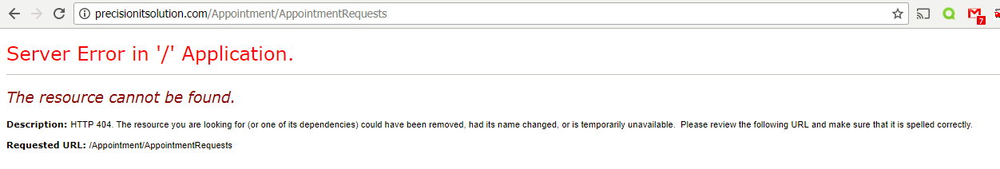 precisionitsolution.com/Appointment/AppointmentRequests
7
Server Error in '/' Application.
The resource cannot be found.
Description: HTTP 404. The resource you are looking for (or one of its dependencies) could have been removed, had its name changed, or is temporarily unavailable.  Please review the following URL and make sure that it is spelled correctly.
Requested URL: /Appointment/AppointmentRequests